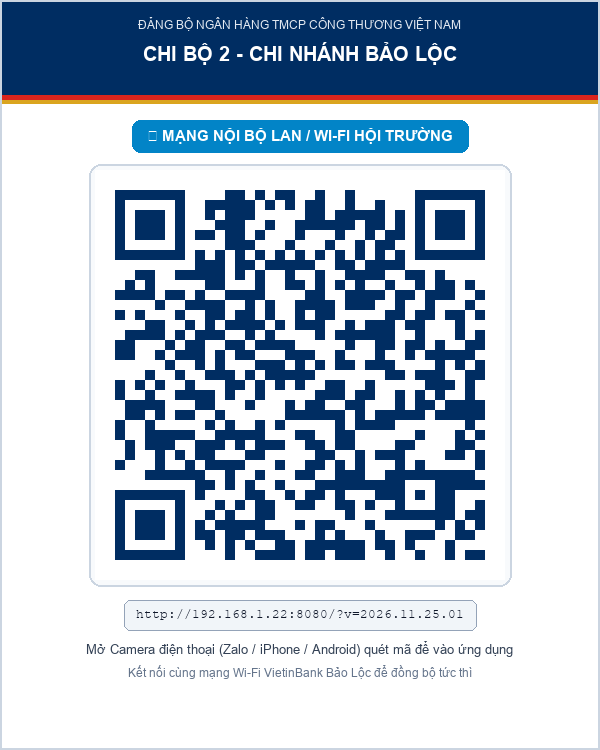 ĐẢNG BỘ NGÂN HÀNG TMCP CÔNG THƯƠNG VIỆT NAM
CHI BỘ 2 - CHI NHÁNH BẢO LỘC
MẠNG NỘI BỘ LAN / WI-FI HỘI TRƯỜNG
http://192.168.1.22:8080/?v=2026.11.25.01
Mở Camera điện thoại (Zalo / iPhone / Android) quét mã để vào ứng dụng
Kết nối cùng mạng Wi-Fi VietinBank Bảo Lộc để đồng bộ tức thì